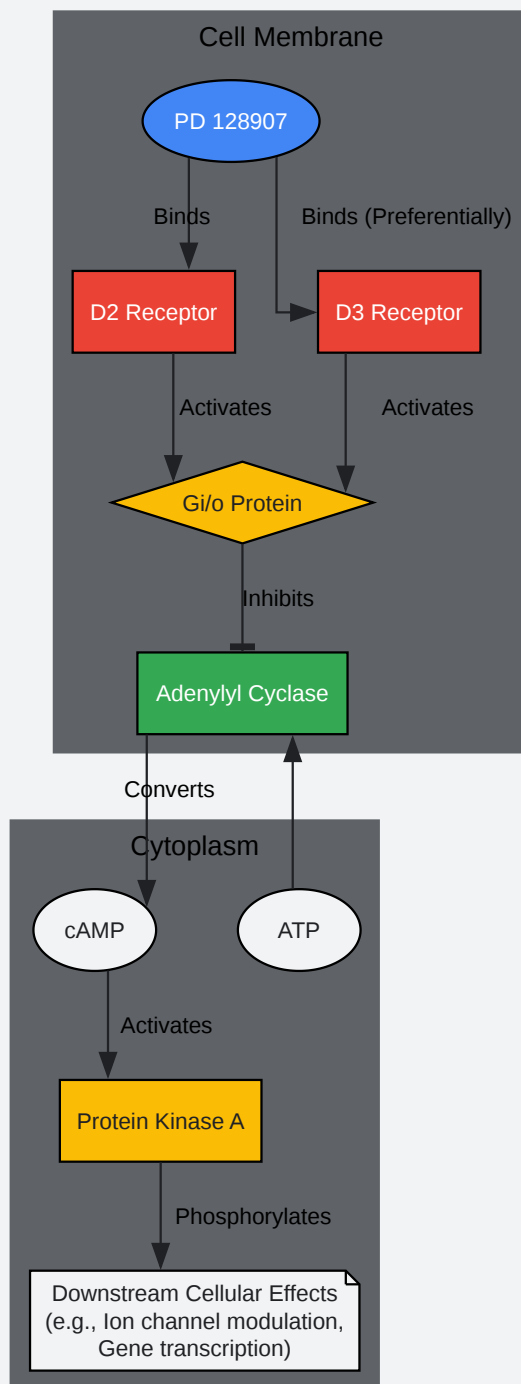 Cell Membrane
PD 128907
Binds
Binds (Preferentially)
D2 Receptor
D3 Receptor
Activates
Activates
Gi/o Protein
Inhibits
Adenylyl Cyclase
Converts
Cytoplasm
cAMP
ATP
Activates
Protein Kinase A
Phosphorylates
Downstream Cellular Effects
(e.g., Ion channel modulation,
Gene transcription)